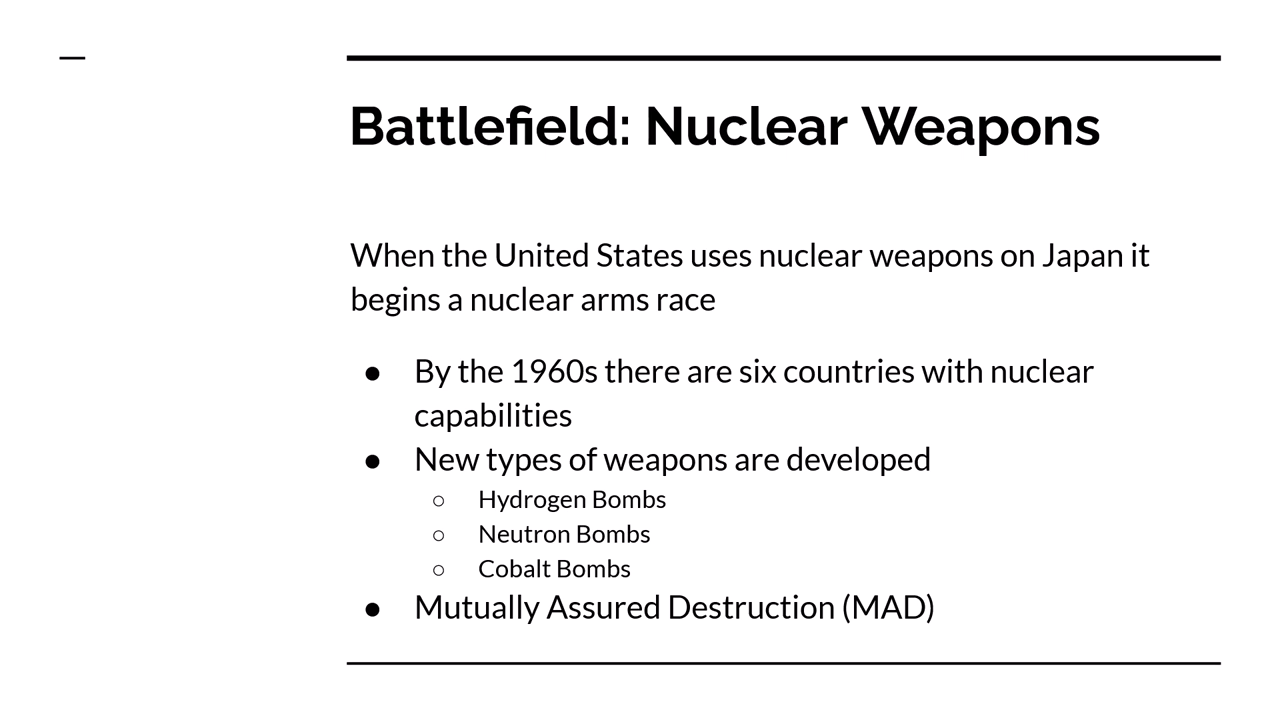 Battlefield: Nuclear Weapons
When the United States uses nuclear weapons on Japan it
begins a nuclear arms race
● By the 1960s there are six countries with nuclear
capabilities
● New types of weapons are developed
○ Hydrogen Bombs
○ Neutron Bombs
○ Cobalt Bombs
● Mutually Assured Destruction (MAD)